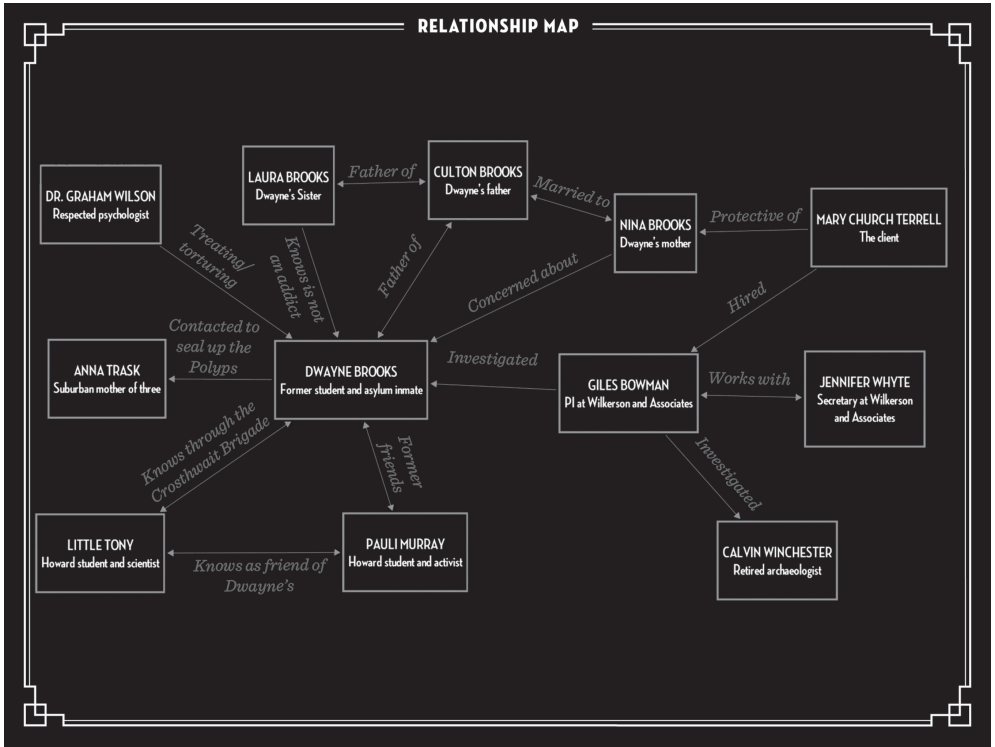 RELATIONSHIP MAP
DR. GRAHAM WILSON
Respected psychologist
LAURA BROOKS
Dwayne's Sister
Father of
CULTON BROOKS
Dwayne's father
Married to
NINA BROOKS
Dwayne's mother
Protective of
MARY CHURCH TERRELL
The client
Treating/
torturing
Knows is not
an addict
Father of
Concerned about
Hired
ANNA TRASK
Suburban mother of three
Contacted to
seal up the
Polyps
DWAYNE BROOKS
Former student and asylum inmate
Investigated
GILES BOWMAN
PI at Wilkerson and Associates
Works with
JENNIFER WHYTE
Secretary at Wilkerson
and Associates
Knows through the
Crosthwait Brigade
Former
friends
Investigated
LITTLE TONY
Howard student and scientist
Knows as friend of
Dwayne's
PAULI MURRAY
Howard student and activist
CALVIN WINCHESTER
Retired archaeologist